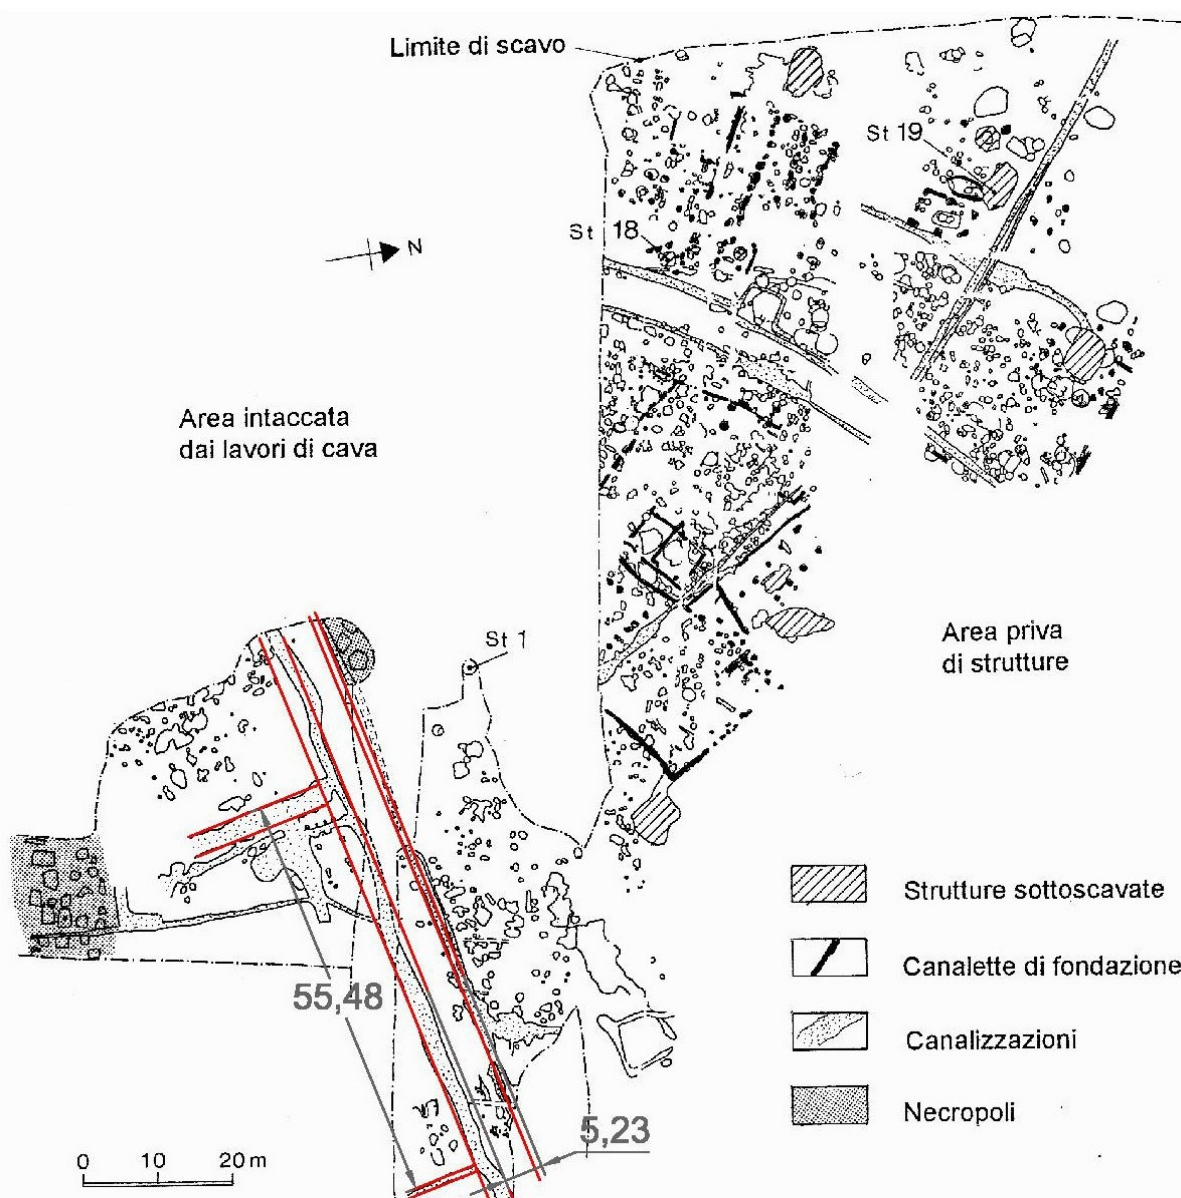 Limite di scavo
St 19
St 18
N
Area intaccata
dai lavori di cava
St 1
Area priva
di strutture
Strutture sottoscavate
Canalette di fondazione
55,48
Canalizzazioni
Necropoli
5,23
0 10 20 m